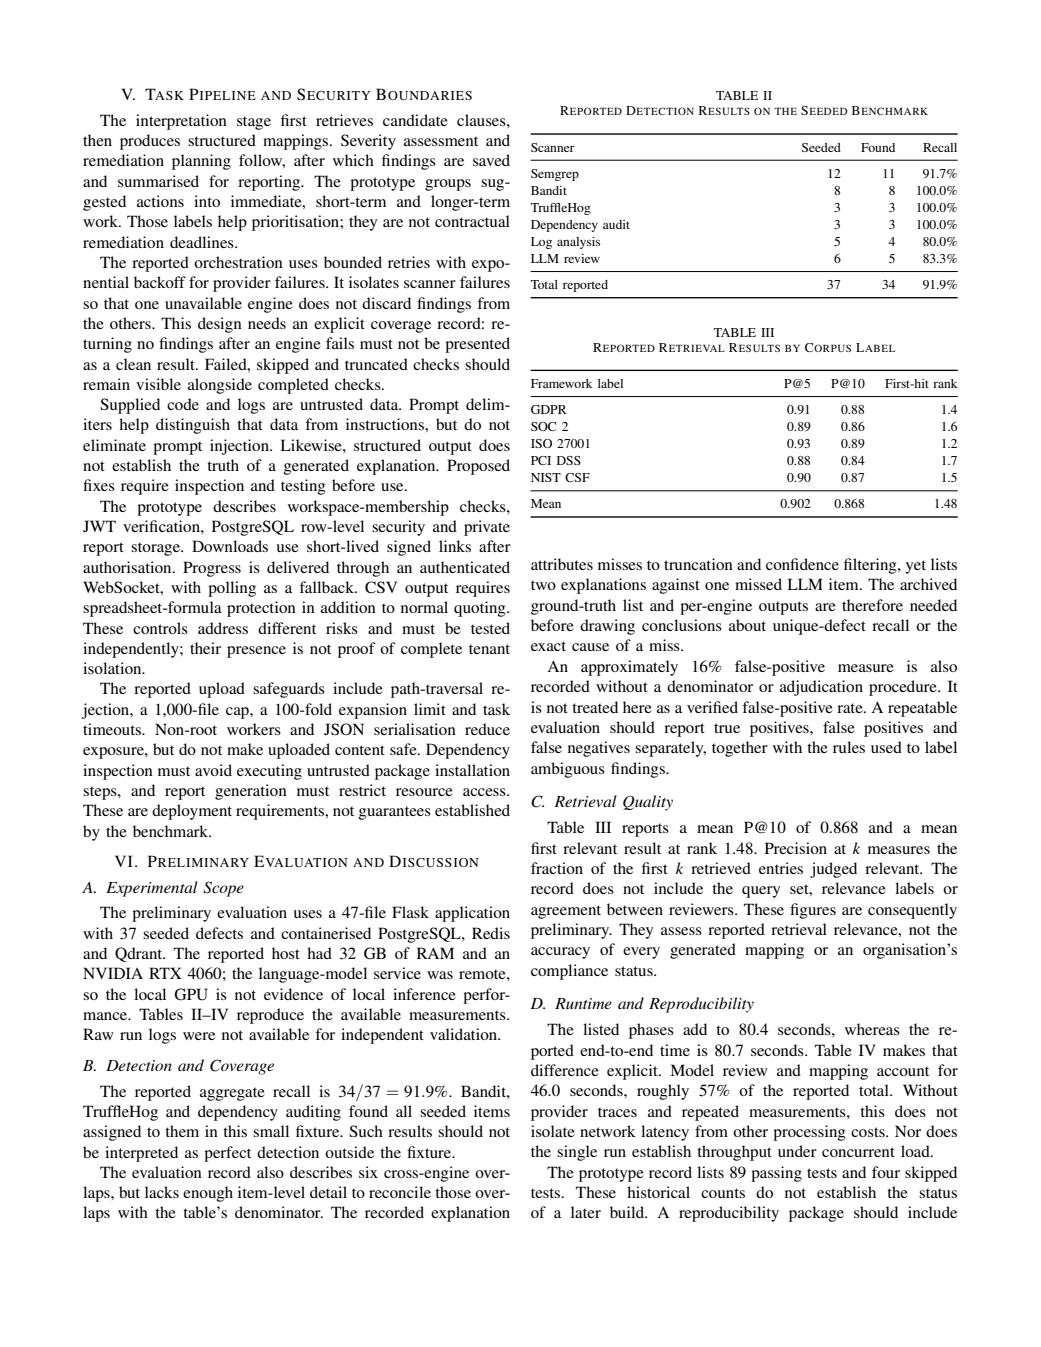 V. TASK PIPELINE AND SECURITY BOUNDARIES
The interpretation stage first retrieves candidate clauses,
then produces structured mappings. Severity assessment and
remediation planning follow, after which findings are saved
and summarised for reporting. The prototype groups sug-
gested actions into immediate, short-term and longer-term
work. Those labels help prioritisation; they are not contractual
remediation deadlines.
The reported orchestration uses bounded retries with expo-
nential backoff for provider failures. It isolates scanner failures
so that one unavailable engine does not discard findings from
the others. This design needs an explicit coverage record: re-
turning no findings after an engine fails must not be presented
as a clean result. Failed, skipped and truncated checks should
remain visible alongside completed checks.
Supplied code and logs are untrusted data. Prompt delim-
iters help distinguish that data from instructions, but do not
eliminate prompt injection. Likewise, structured output does
not establish the truth of a generated explanation. Proposed
fixes require inspection and testing before use.
The prototype describes workspace-membership checks,
JWT verification, PostgreSQL row-level security and private
report storage. Downloads use short-lived signed links after
authorisation. Progress is delivered through an authenticated
WebSocket, with polling as a fallback. CSV output requires
spreadsheet-formula protection in addition to normal quoting.
These controls address different risks and must be tested
independently; their presence is not proof of complete tenant
isolation.
The reported upload safeguards include path-traversal re-
jection, a 1,000-file cap, a 100-fold expansion limit and task
timeouts. Non-root workers and JSON serialisation reduce
exposure, but do not make uploaded content safe. Dependency
inspection must avoid executing untrusted package installation
steps, and report generation must restrict resource access.
These are deployment requirements, not guarantees established
by the benchmark.
VI. PRELIMINARY EVALUATION AND DISCUSSION
A. Experimental Scope
The preliminary evaluation uses a 47-file Flask application
with 37 seeded defects and containerised PostgreSQL, Redis
and Qdrant. The reported host had 32 GB of RAM and an
NVIDIA RTX 4060; the language-model service was remote,
so the local GPU is not evidence of local inference perfor-
mance. Tables II–IV reproduce the available measurements.
Raw run logs were not available for independent validation.
B. Detection and Coverage
The reported aggregate recall is 34/37 = 91.9%. Bandit,
TruffleHog and dependency auditing found all seeded items
assigned to them in this small fixture. Such results should not
be interpreted as perfect detection outside the fixture.
The evaluation record also describes six cross-engine over-
laps, but lacks enough item-level detail to reconcile those over-
laps with the table's denominator. The recorded explanation
TABLE II
REPORTED DETECTION RESULTS ON THE SEEDED BENCHMARK
Scanner Seeded Found Recall
Semgrep 12 11 91.7%
Bandit 8 8 100.0%
TruffleHog 3 3 100.0%
Dependency audit 3 3 100.0%
Log analysis 5 4 80.0%
LLM review 6 5 83.3%
Total reported 37 34 91.9%
TABLE III
REPORTED RETRIEVAL RESULTS BY CORPUS LABEL
Framework label P@5 P@10 First-hit rank
GDPR 0.91 0.88 1.4
SOC 2 0.89 0.86 1.6
ISO 27001 0.93 0.89 1.2
PCI DSS 0.88 0.84 1.7
NIST CSF 0.90 0.87 1.5
Mean 0.902 0.868 1.48
attributes misses to truncation and confidence filtering, yet lists
two explanations against one missed LLM item. The archived
ground-truth list and per-engine outputs are therefore needed
before drawing conclusions about unique-defect recall or the
exact cause of a miss.
An approximately 16% false-positive measure is also
recorded without a denominator or adjudication procedure. It
is not treated here as a verified false-positive rate. A repeatable
evaluation should report true positives, false positives and
false negatives separately, together with the rules used to label
ambiguous findings.
C. Retrieval Quality
Table III reports a mean P@10 of 0.868 and a mean
first relevant result at rank 1.48. Precision at k measures the
fraction of the first k retrieved entries judged relevant. The
record does not include the query set, relevance labels or
agreement between reviewers. These figures are consequently
preliminary. They assess reported retrieval relevance, not the
accuracy of every generated mapping or an organisation's
compliance status.
D. Runtime and Reproducibility
The listed phases add to 80.4 seconds, whereas the re-
ported end-to-end time is 80.7 seconds. Table IV makes that
difference explicit. Model review and mapping account for
46.0 seconds, roughly 57% of the reported total. Without
provider traces and repeated measurements, this does not
isolate network latency from other processing costs. Nor does
the single run establish throughput under concurrent load.
The prototype record lists 89 passing tests and four skipped
tests. These historical counts do not establish the status
of a later build. A reproducibility package should include